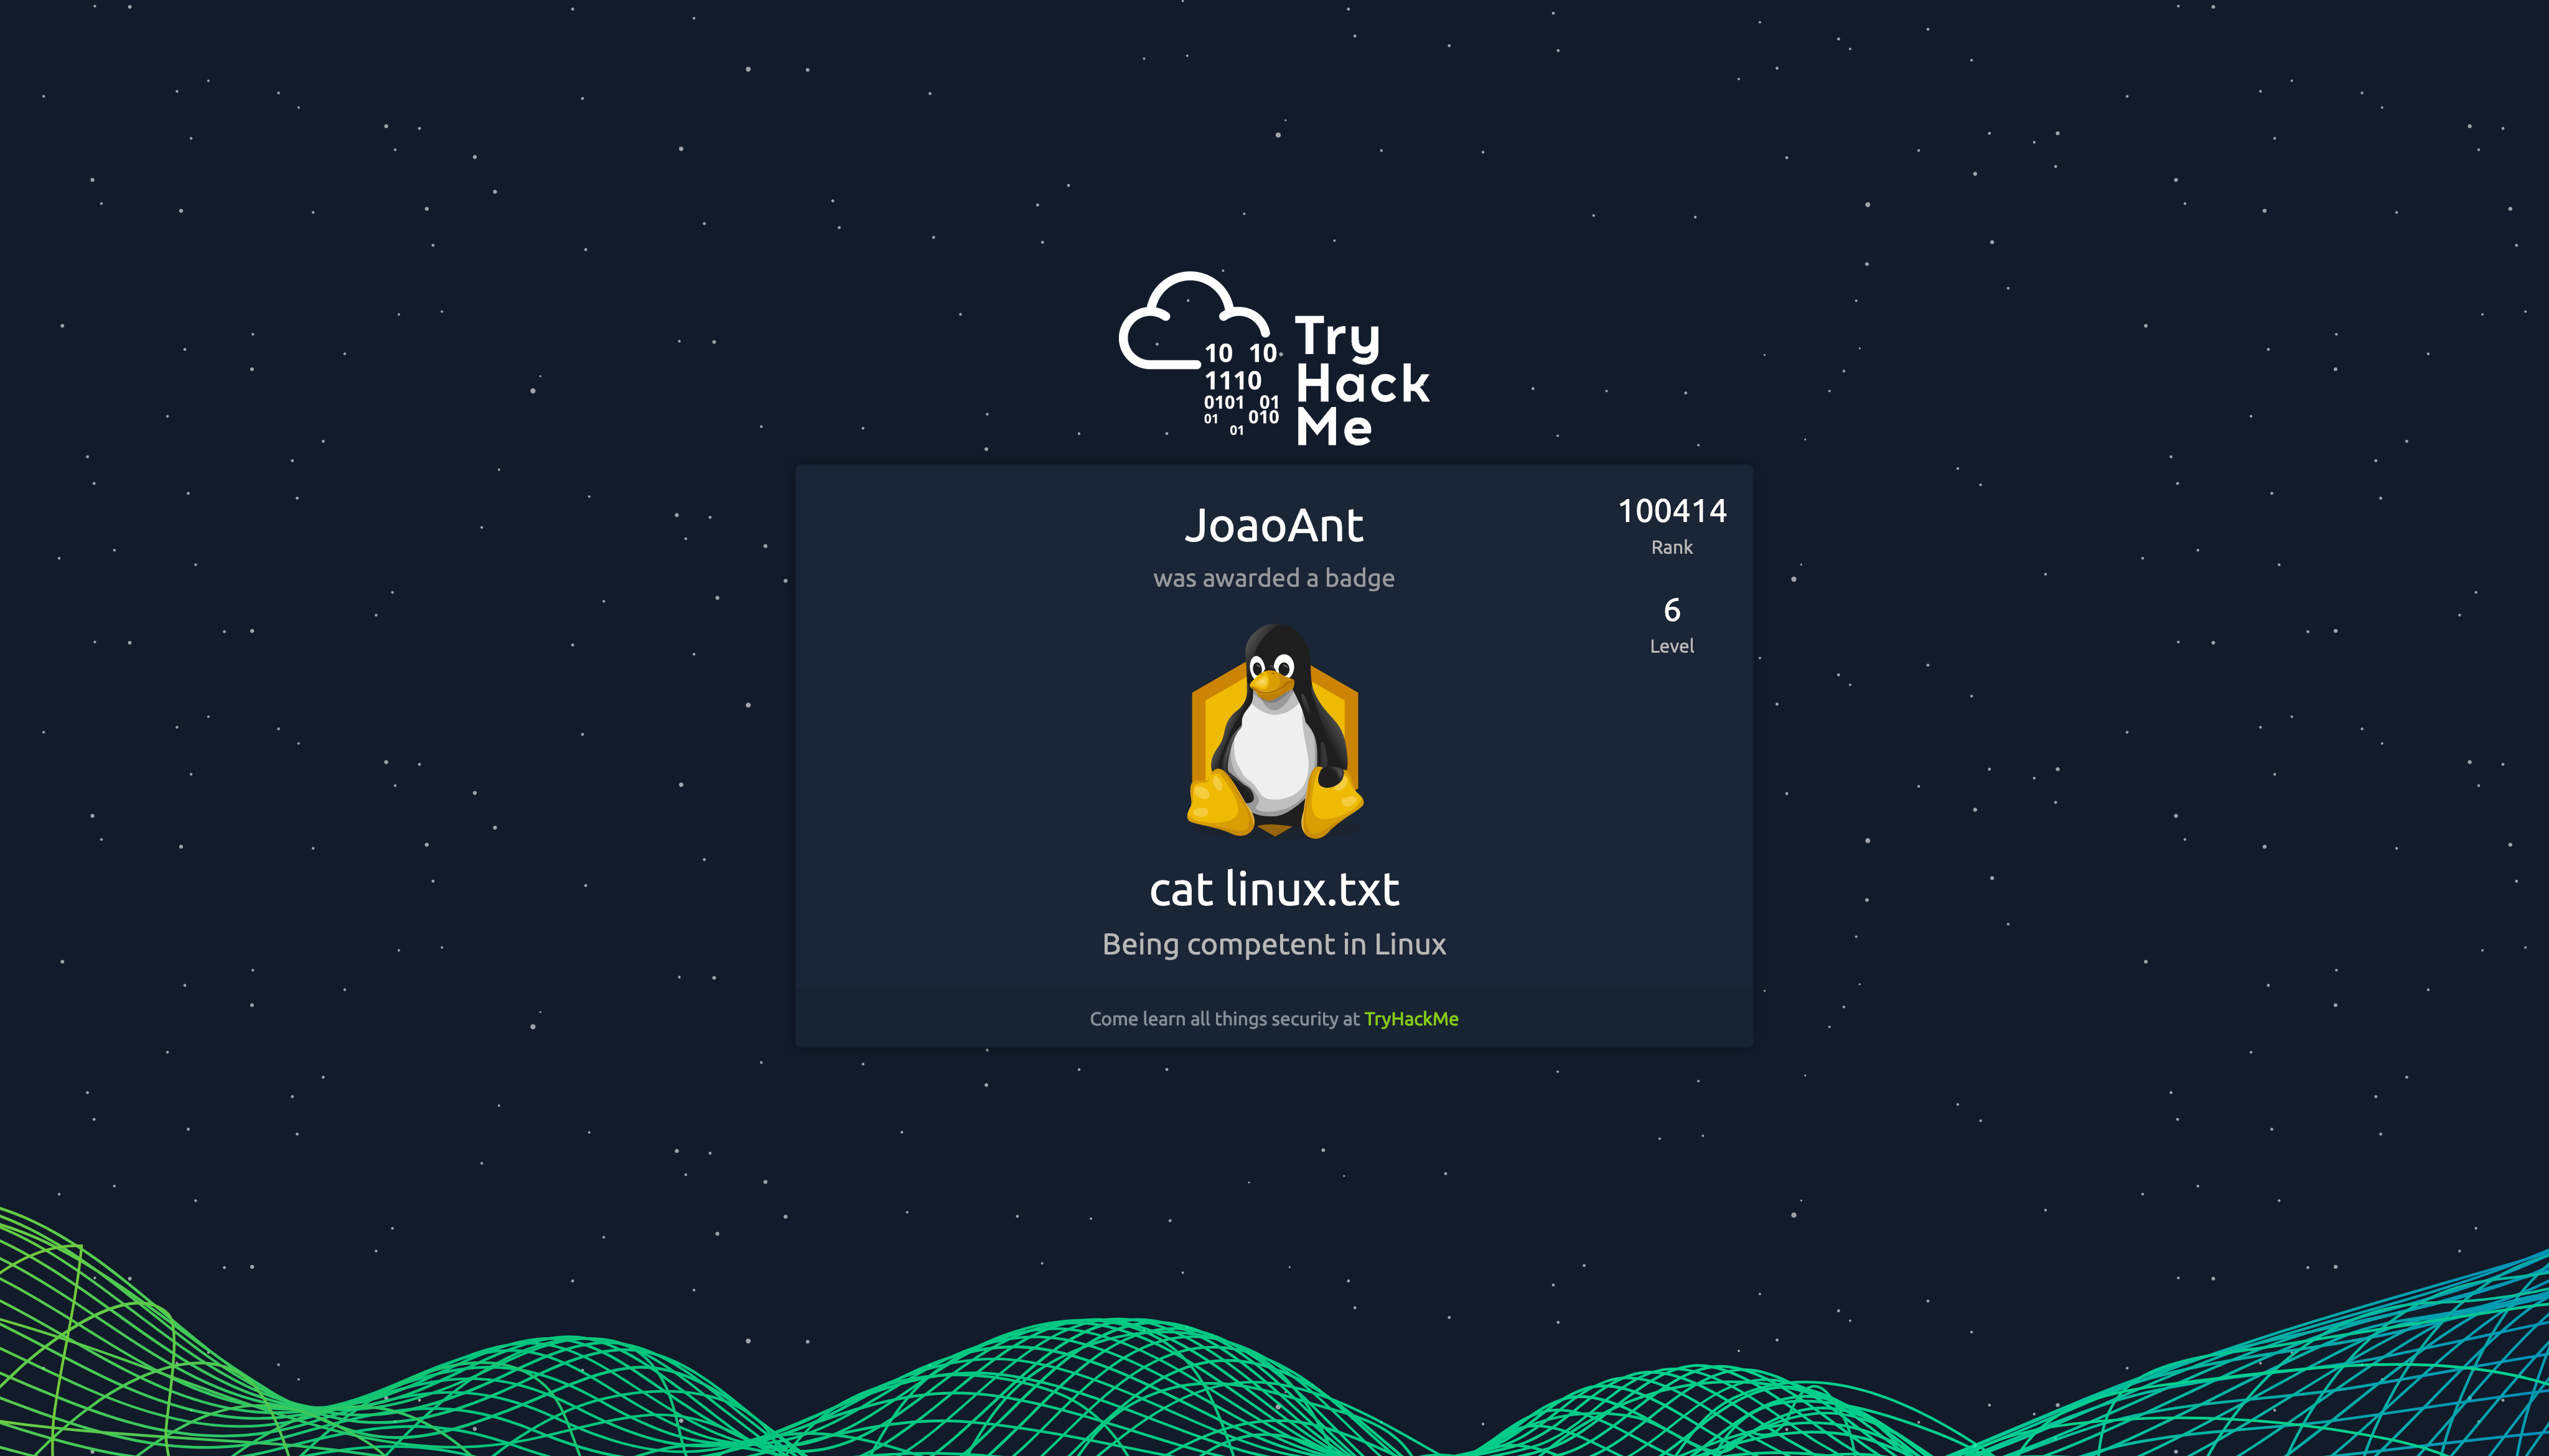 10 10
1110
0101 01
01 010
01
Try
Hack
Me
JoaoAnt
was awarded a badge
100414
Rank
6
Level
cat linux.txt
Being competent in Linux
Come learn all things security at TryHackMe